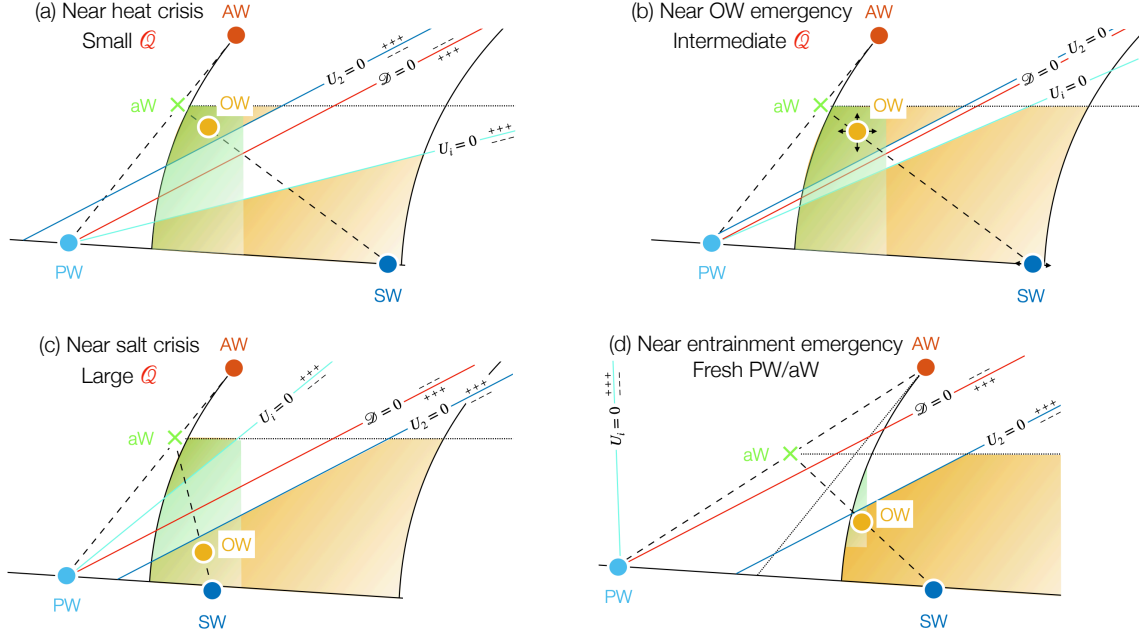 (a) Near heat crisis
Small 𝒬
AW
aW
OW
U₂ = 0
+++
---
𝒟 = 0
---
+++
Uᵢ = 0
+++
---
PW
SW
(b) Near OW emergency
Intermediate 𝒬
AW
aW
OW
U₂ = 0
+++
---
𝒟 = 0
---
+++
Uᵢ = 0
+++
---
PW
SW
(c) Near salt crisis
Large 𝒬
AW
aW
OW
Uᵢ = 0
+++
---
𝒟 = 0
---
+++
U₂ = 0
+++
---
PW
SW
(d) Near entrainment emergency
Fresh PW/aW
AW
aW
OW
Uᵢ = 0
+++
---
𝒟 = 0
---
+++
U₂ = 0
+++
---
PW
SW